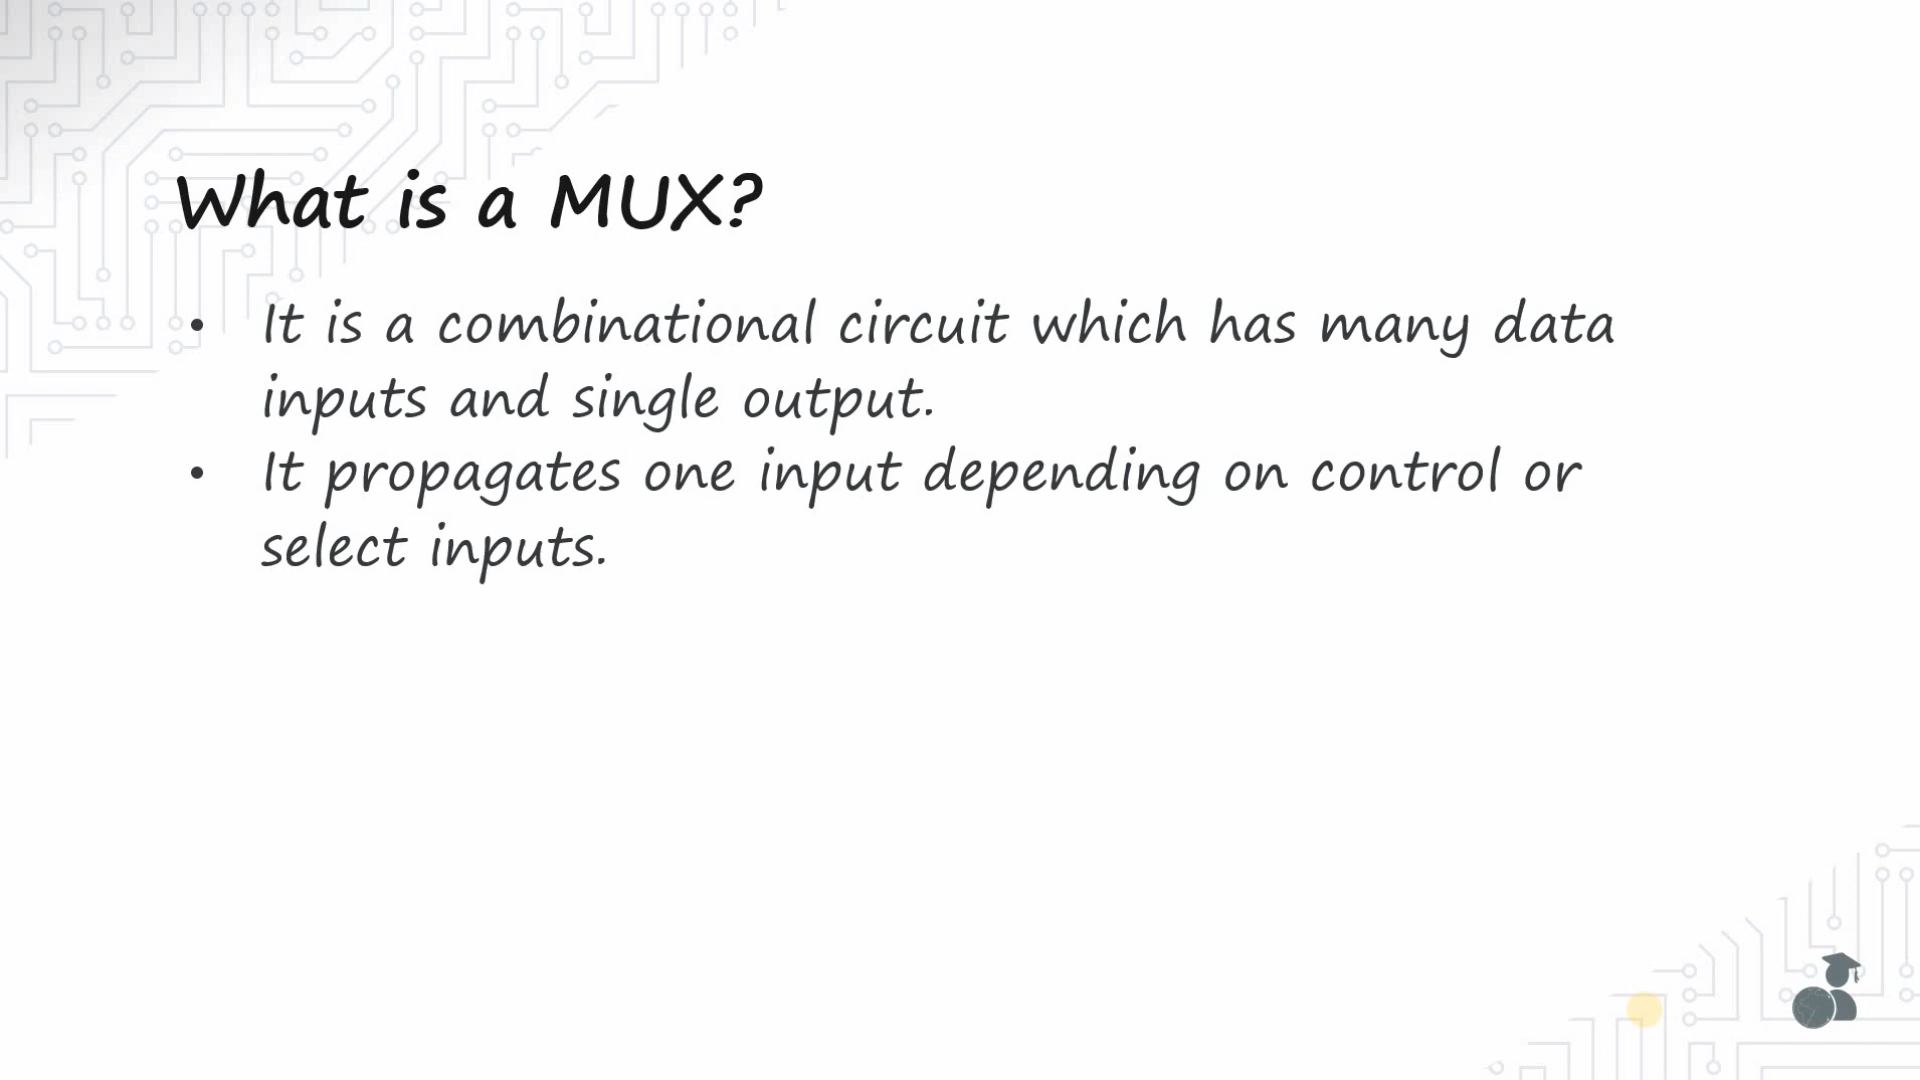 What is a MUX?
• It is a combinational circuit which has many data
inputs and single output.
• It propagates one input depending on control or
select inputs.